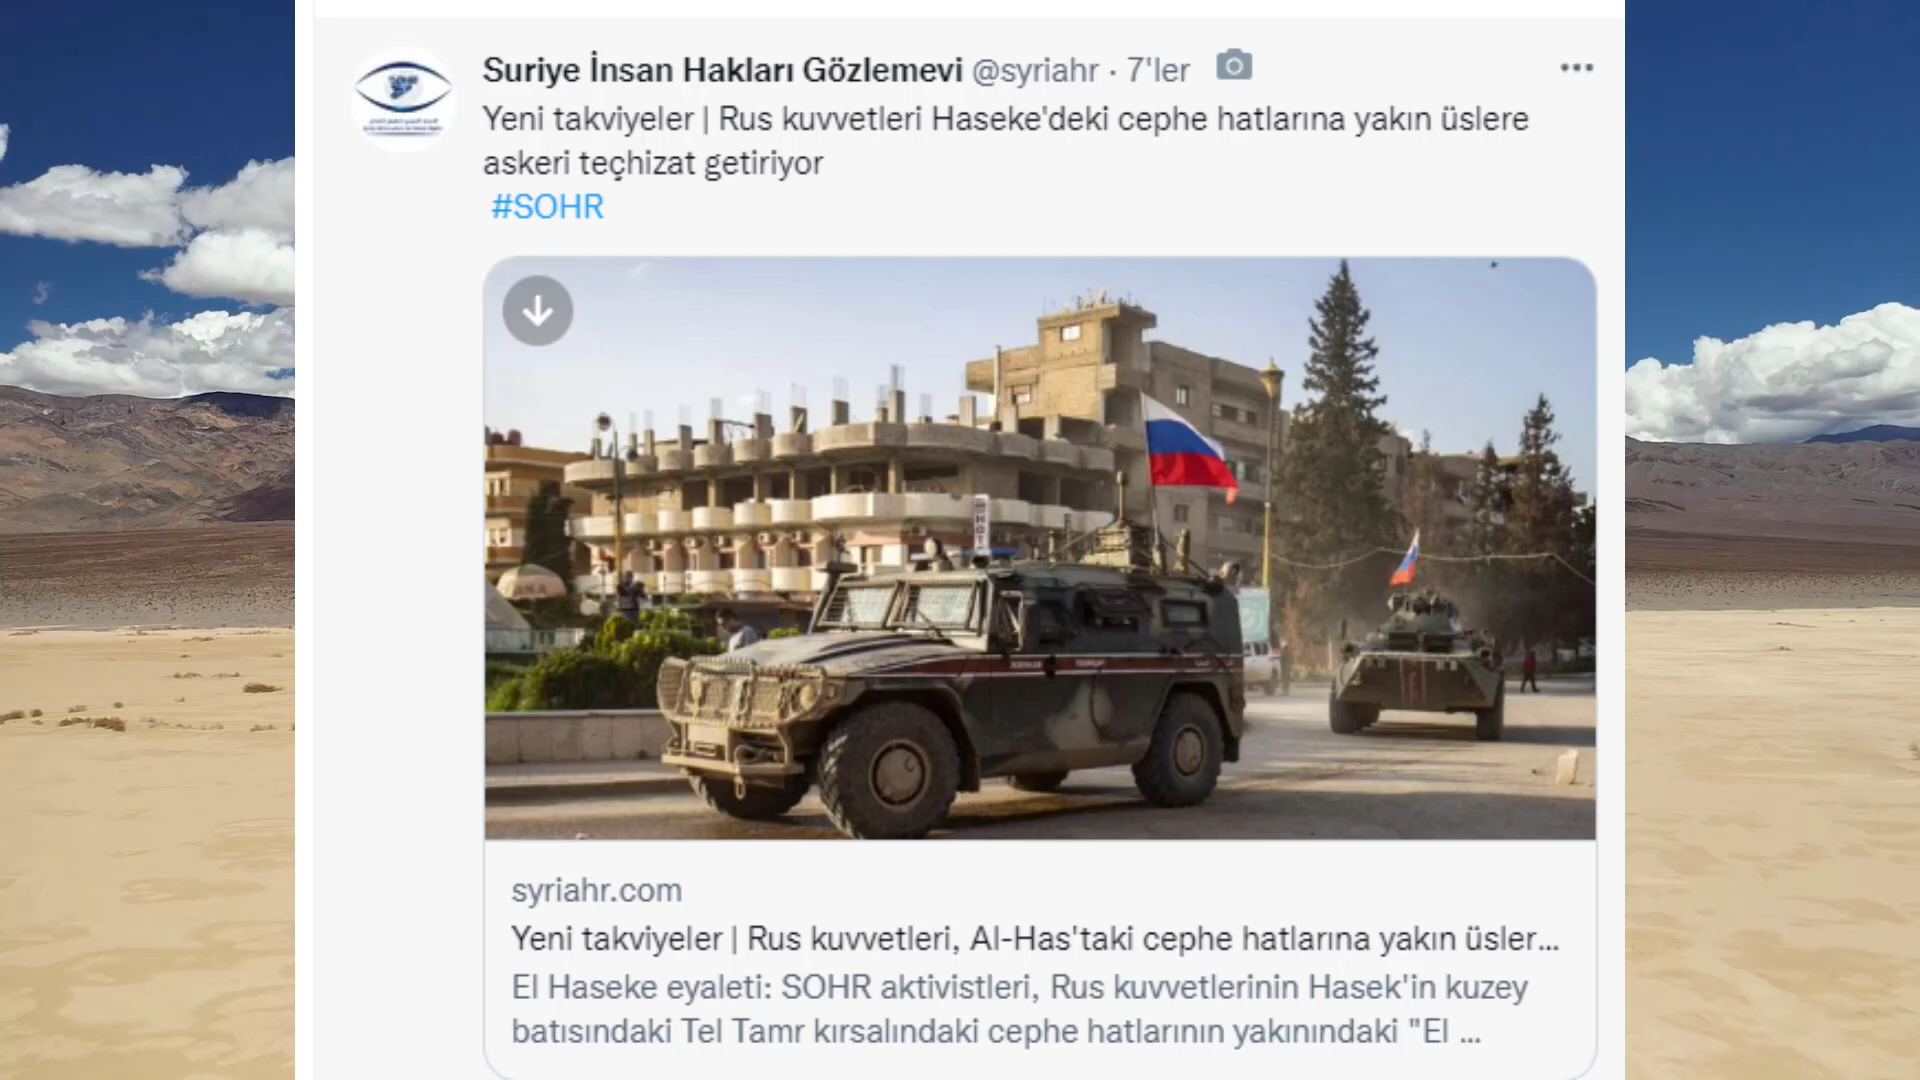 Suriye İnsan Hakları Gözlemevi @syriahr · 7'ler
Yeni takviyeler | Rus kuvvetleri Haseke'deki cephe hatlarına yakın üslere
askeri teçhizat getiriyor
#SOHR
syriahr.com
Yeni takviyeler | Rus kuvvetleri, Al-Has'taki cephe hatlarına yakın üsler...
El Haseke eyaleti: SOHR aktivistleri, Rus kuvvetlerinin Hasek'in kuzey
batısındaki Tel Tamr kırsalındaki cephe hatlarının yakınındaki "El ...